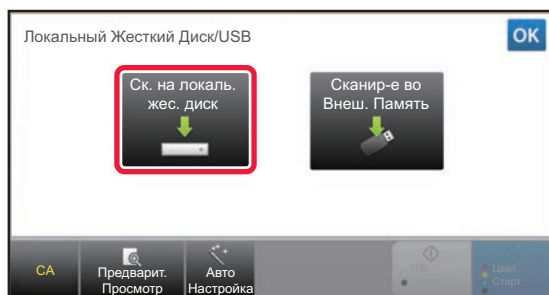 Локальный Жесткий Диск/USB
OK
Ск. на локаль.
жес. диск
Сканир-е во
Внеш. Память
CA
Предварит.
Просмотр
Авто
Настройка
Ч/Б
Старт
Цвет
Старт